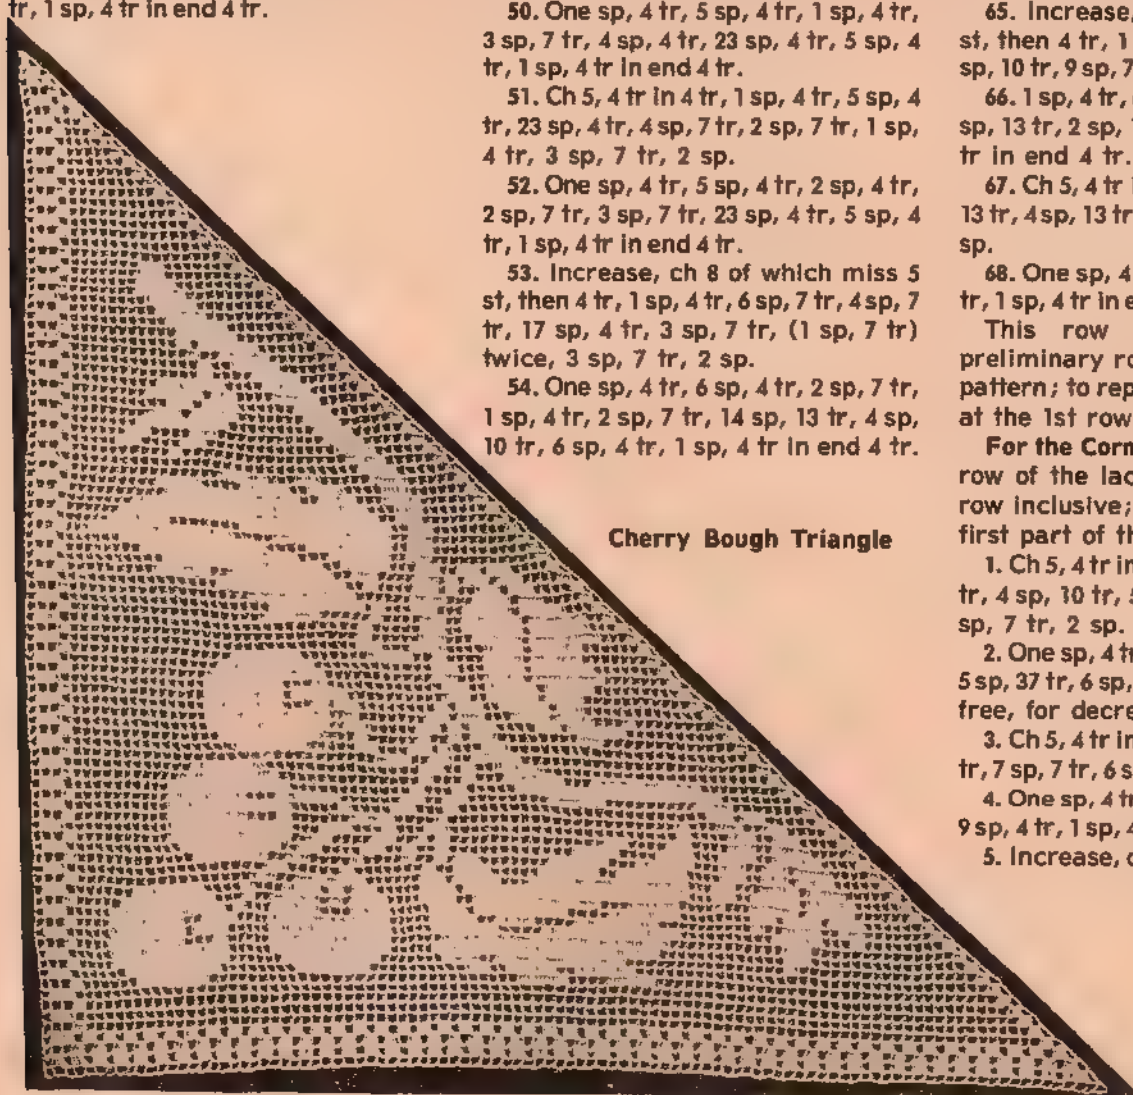 tr, 1 sp, 4 tr in end 4 tr.
50. One sp, 4 tr, 5 sp, 4 tr, 1 sp, 4 tr,
3 sp, 7 tr, 4 sp, 4 tr, 23 sp, 4 tr, 5 sp, 4
tr, 1 sp, 4 tr in end 4 tr.
51. Ch 5, 4 tr in 4 tr, 1 sp, 4 tr, 5 sp, 4
tr, 23 sp, 4 tr, 4 sp, 7 tr, 2 sp, 7 tr, 1 sp,
4 tr, 3 sp, 7 tr, 2 sp.
52. One sp, 4 tr, 5 sp, 4 tr, 2 sp, 4 tr,
2 sp, 7 tr, 3 sp, 7 tr, 23 sp, 4 tr, 5 sp, 4
tr, 1 sp, 4 tr in end 4 tr.
53. Increase, ch 8 of which miss 5
st, then 4 tr, 1 sp, 4 tr, 6 sp, 7 tr, 4 sp, 7
tr, 17 sp, 4 tr, 3 sp, 7 tr, (1 sp, 7 tr)
twice, 3 sp, 7 tr, 2 sp.
54. One sp, 4 tr, 6 sp, 4 tr, 2 sp, 7 tr,
1 sp, 4 tr, 2 sp, 7 tr, 14 sp, 13 tr, 4 sp,
10 tr, 6 sp, 4 tr, 1 sp, 4 tr in end 4 tr.
Cherry Bough Triangle
65. Increase,
st, then 4 tr, 1
sp, 10 tr, 9 sp, 7
66. 1 sp, 4 tr,
sp, 13 tr, 2 sp,
tr in end 4 tr.
67. Ch 5, 4 tr
13 tr, 4 sp, 13 tr
sp.
68. One sp, 4
tr, 1 sp, 4 tr in e
This row
preliminary ro
pattern; to rep
at the 1st row
For the Corn
row of the lac
row inclusive;
first part of th
1. Ch 5, 4 tr in
tr, 4 sp, 10 tr,
sp, 7 tr, 2 sp.
2. One sp, 4 tr
5 sp, 37 tr, 6 sp,
free, for decre
3. Ch 5, 4 tr in
tr, 7 sp, 7 tr, 6 s
4. One sp, 4 tr
9 sp, 4 tr, 1 sp, 4
5. Increase, c